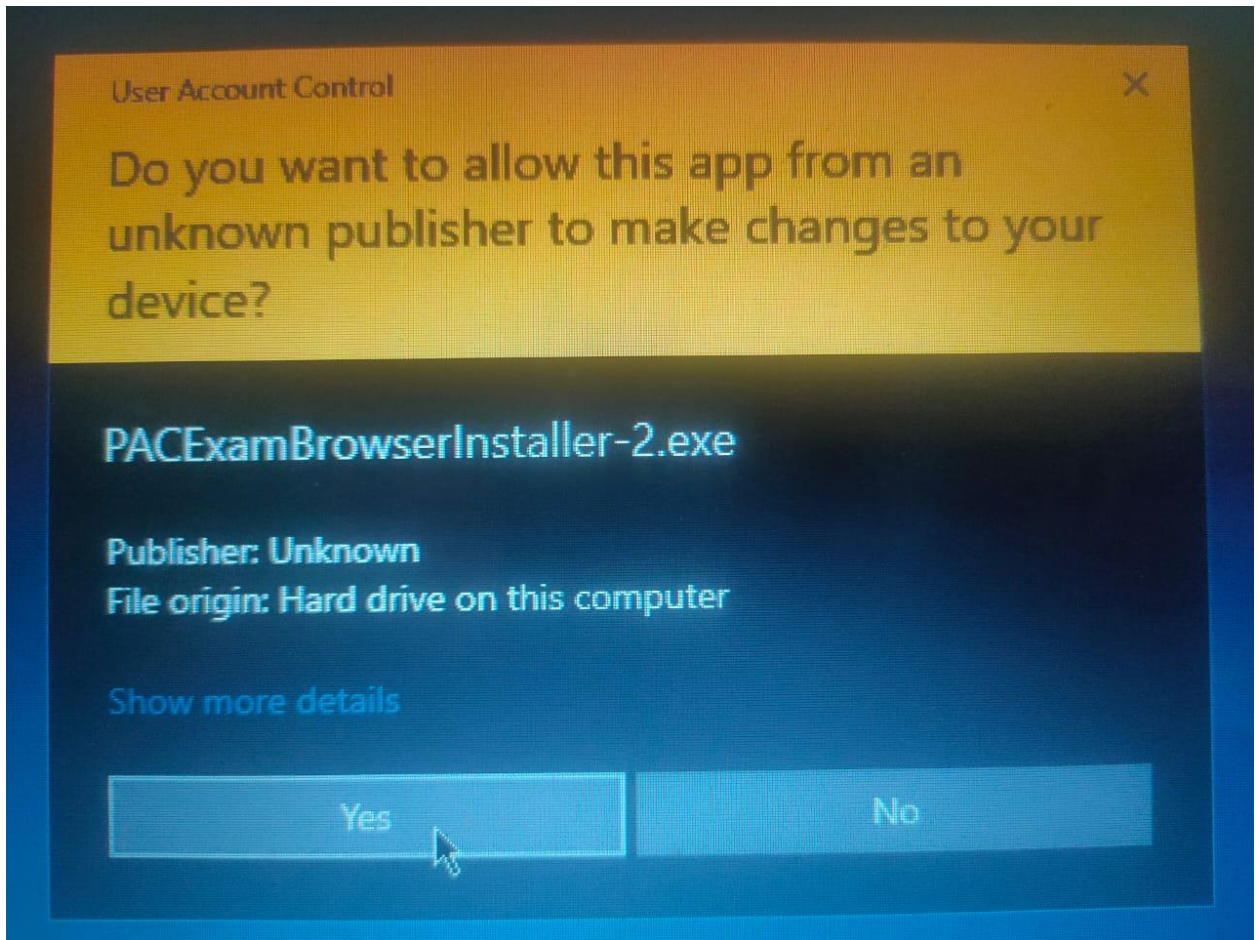 User Account Control
Do you want to allow this app from an
unknown publisher to make changes to your
device?
PACExamBrowserInstaller-2.exe
Publisher: Unknown
File origin: Hard drive on this computer
Show more details
Yes
No